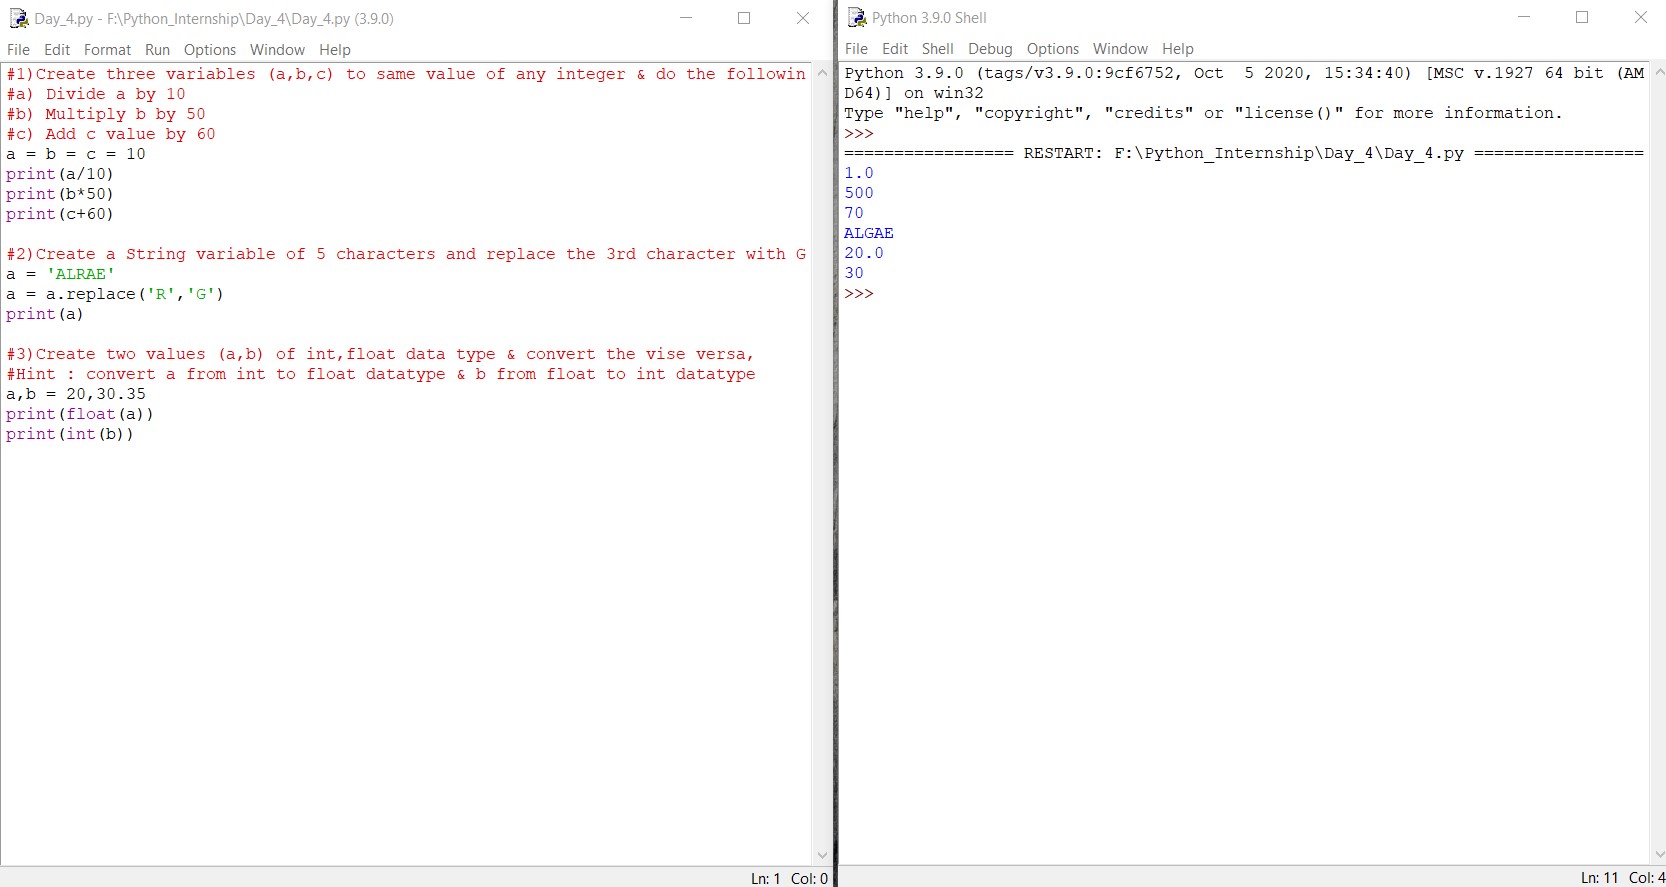 Day_4.py - F:\Python_Internship\Day_4\Day_4.py (3.9.0)
File Edit Format Run Options Window Help
#1)Create three variables (a,b,c) to same value of any integer & do the followin
#a) Divide a by 10
#b) Multiply b by 50
#c) Add c value by 60
a = b = c = 10
print(a/10)
print(b*50)
print(c+60)
#2)Create a String variable of 5 characters and replace the 3rd character with G
a = 'ALRAE'
a = a.replace('R','G')
print(a)
#3)Create two values (a,b) of int,float data type & convert the vise versa,
#Hint : convert a from int to float datatype & b from float to int datatype
a,b = 20,30.35
print(float(a))
print(int(b))
Ln: 1 Col: 0
Python 3.9.0 Shell
File Edit Shell Debug Options Window Help
Python 3.9.0 (tags/v3.9.0:9cf6752, Oct  5 2020, 15:34:40) [MSC v.1927 64 bit (AM
D64)] on win32
Type "help", "copyright", "credits" or "license()" for more information.
>>>
================= RESTART: F:\Python_Internship\Day_4\Day_4.py =================
1.0
500
70
ALGAE
20.0
30
>>>
Ln: 11 Col: 4